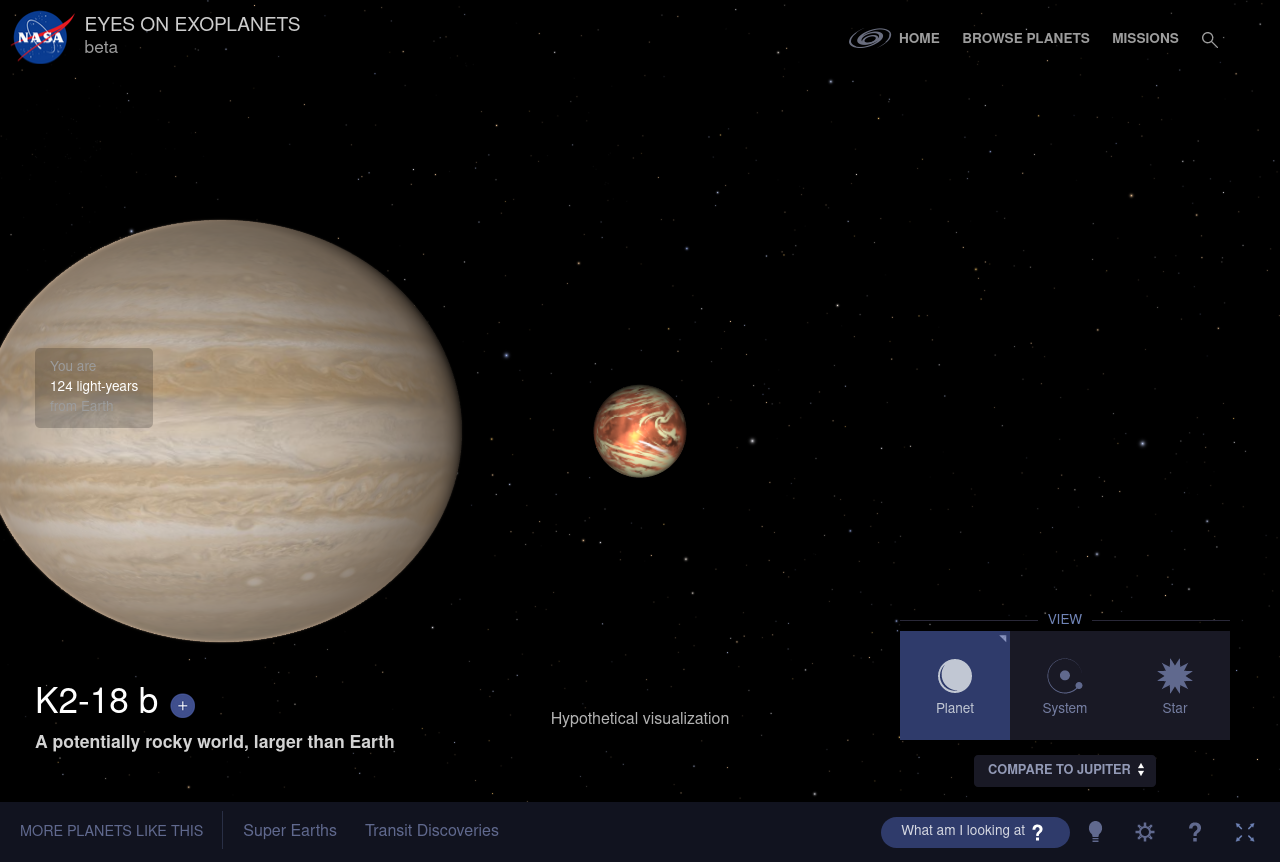 NASA
EYES ON EXOPLANETS
beta
HOME
BROWSE PLANETS
MISSIONS
You are
124 light-years
from Earth
K2-18 b +
A potentially rocky world, larger than Earth
Hypothetical visualization
VIEW
Planet
System
Star
COMPARE TO JUPITER
MORE PLANETS LIKE THIS
Super Earths
Transit Discoveries
What am I looking at ?
?